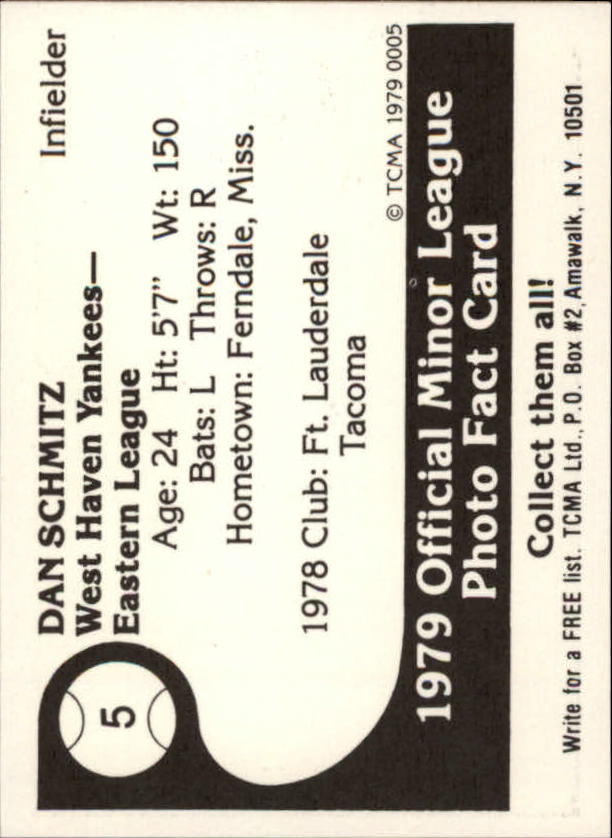 5
DAN SCHMITZ Infielder
West Haven Yankees—
Eastern League
Age: 24 Ht: 5'7" Wt: 150
Bats: L Throws: R
Hometown: Ferndale, Miss.
1978 Club: Ft. Lauderdale
Tacoma
© TCMA 1979 0005
1979 Official Minor League
Photo Fact Card
Collect them all!
Write for a FREE list. TCMA Ltd., P.O. Box #2, Amawalk, N.Y. 10501